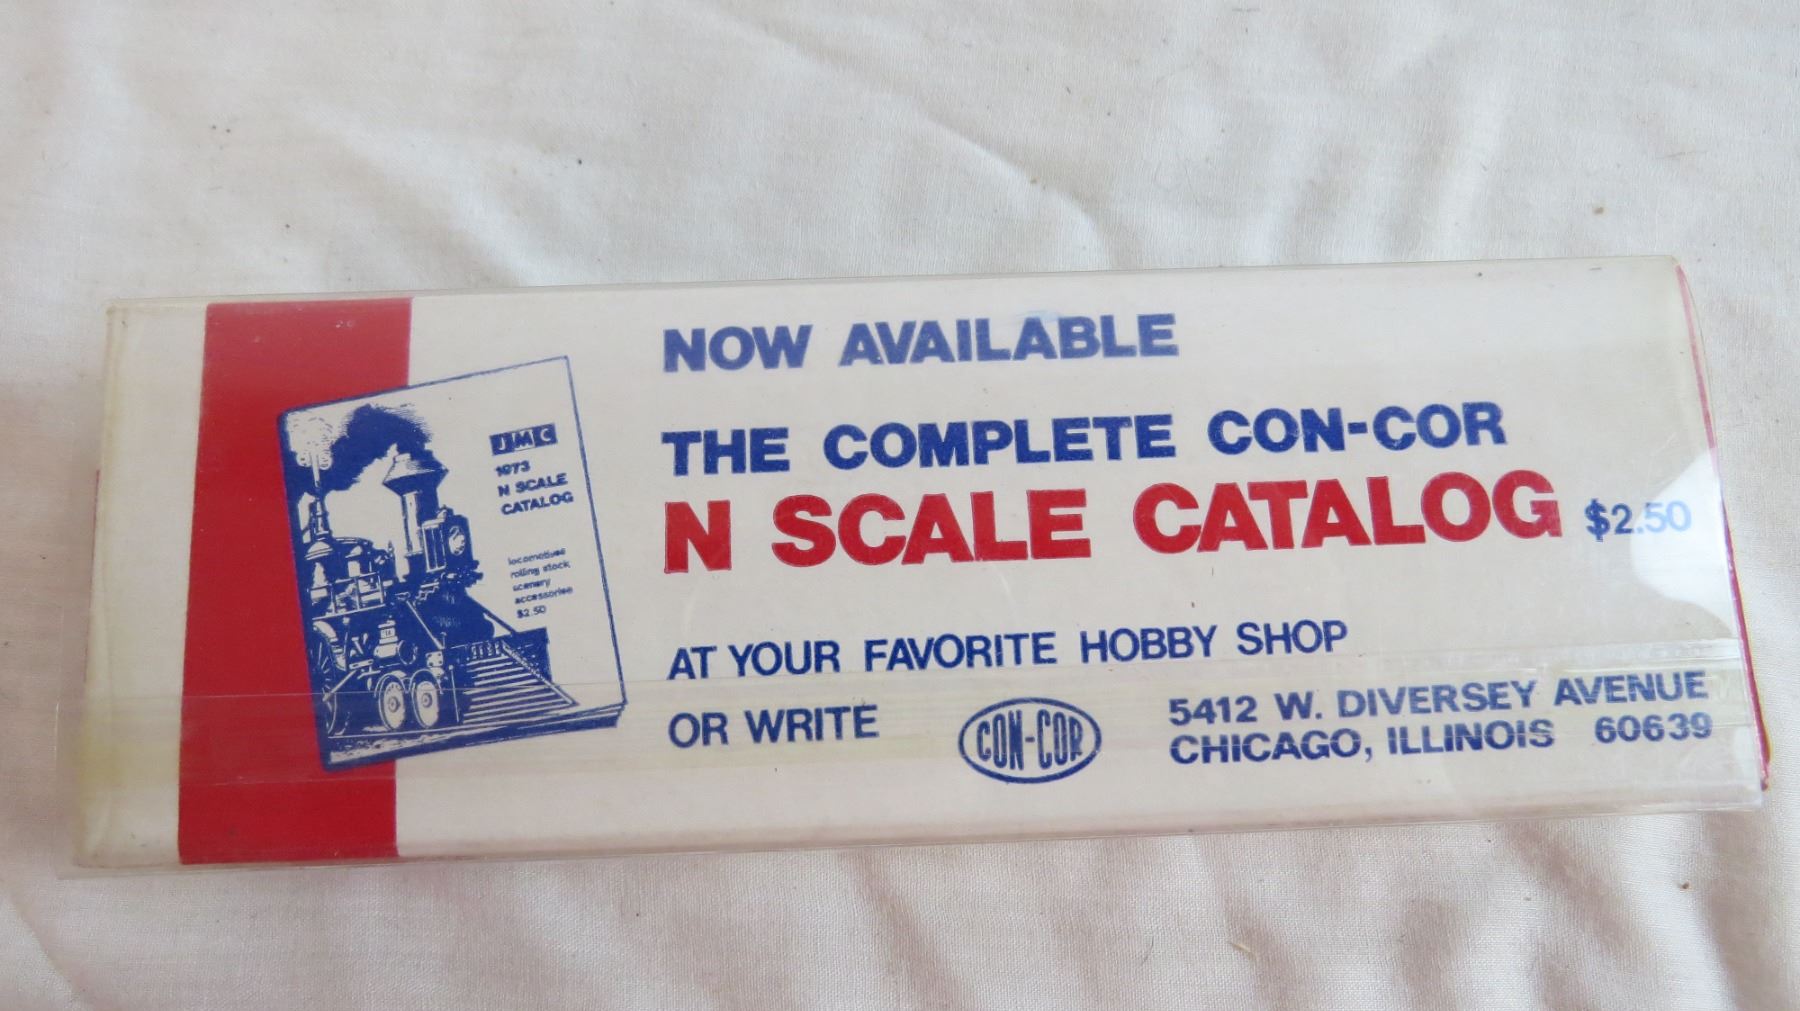 JMC
1973
N SCALE
CATALOG
locomotives
rolling stock
scenery
accessories
$2.50
NOW AVAILABLE
THE COMPLETE CON-COR
N SCALE CATALOG $2.50
AT YOUR FAVORITE HOBBY SHOP
OR WRITE
CON-COR
5412 W. DIVERSEY AVENUE
CHICAGO, ILLINOIS 60639